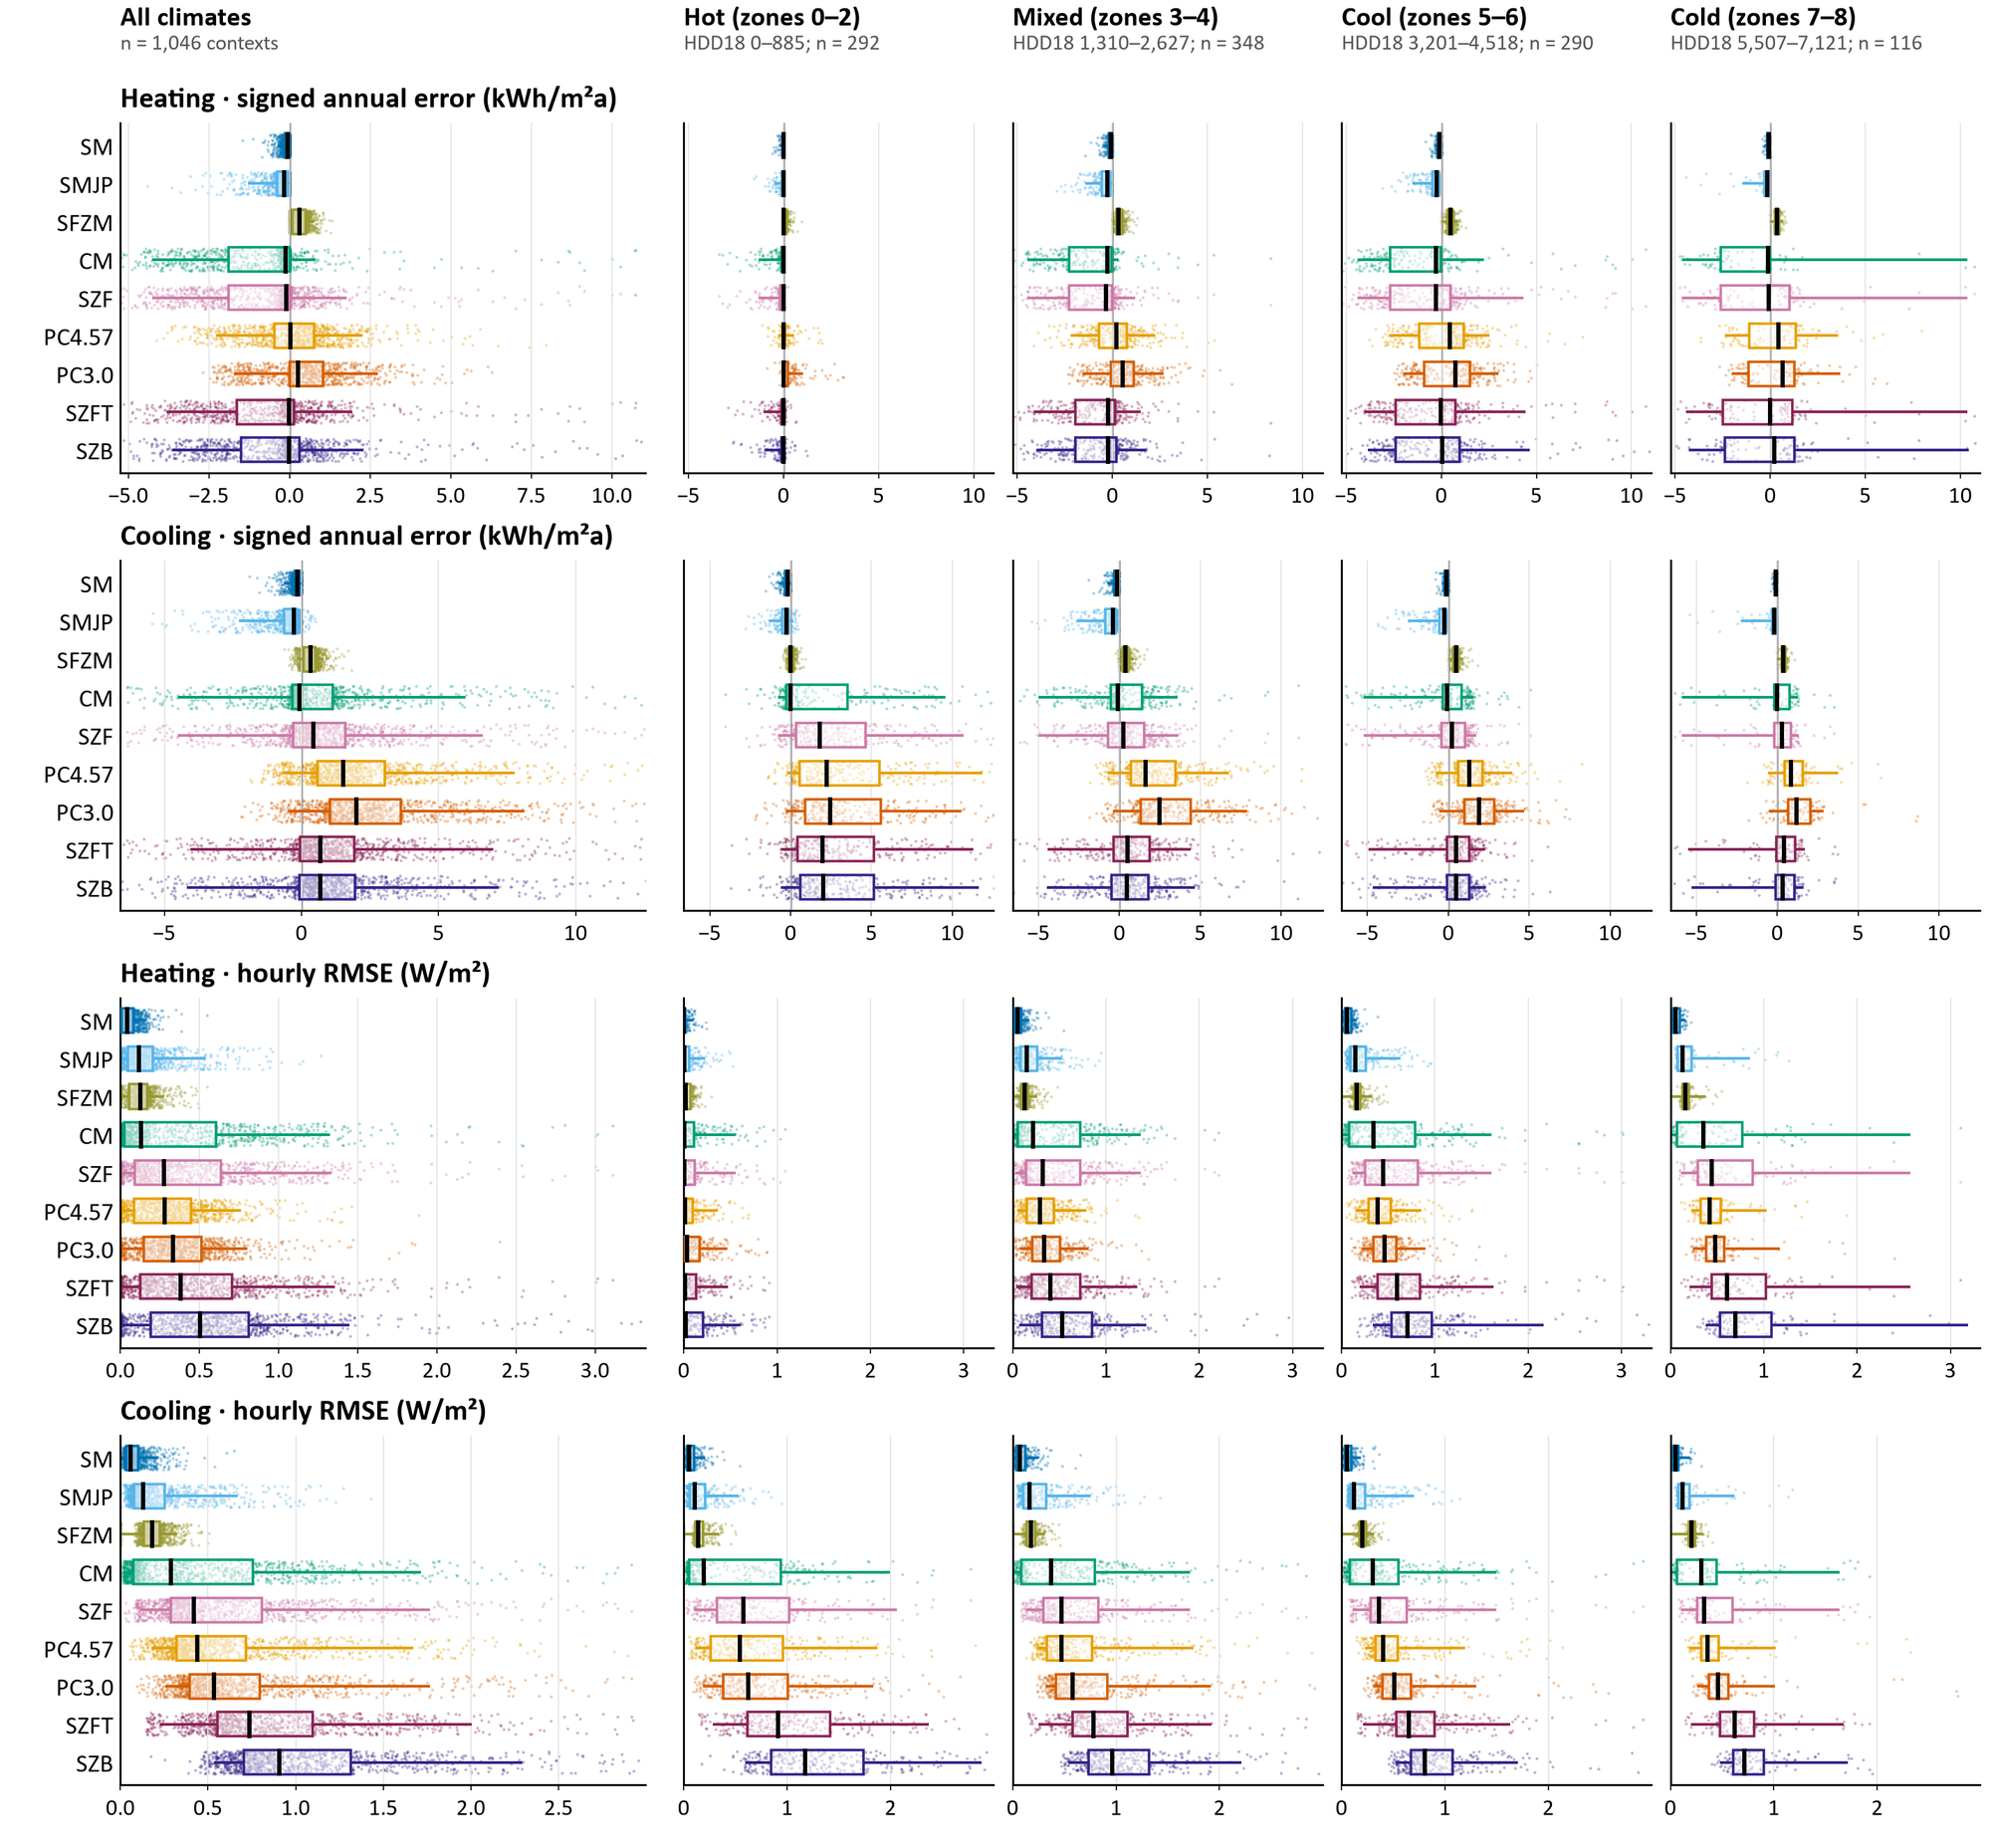 All climates
n = 1,046 contexts
Hot (zones 0–2)
HDD18 0–885; n = 292
Mixed (zones 3–4)
HDD18 1,310–2,627; n = 348
Cool (zones 5–6)
HDD18 3,201–4,518; n = 290
Cold (zones 7–8)
HDD18 5,507–7,121; n = 116
Heating · signed annual error (kWh/m²a)
SM
SMJP
SFZM
CM
SZF
PC4.57
PC3.0
SZFT
SZB
−5.0 −2.5 0.0 2.5 5.0 7.5 10.0
−5 0 5 10
−5 0 5 10
−5 0 5 10
−5 0 5 10
Cooling · signed annual error (kWh/m²a)
SM
SMJP
SFZM
CM
SZF
PC4.57
PC3.0
SZFT
SZB
−5 0 5 10
−5 0 5 10
−5 0 5 10
−5 0 5 10
−5 0 5 10
Heating · hourly RMSE (W/m²)
SM
SMJP
SFZM
CM
SZF
PC4.57
PC3.0
SZFT
SZB
0.0 0.5 1.0 1.5 2.0 2.5 3.0
0 1 2 3
0 1 2 3
0 1 2 3
0 1 2 3
Cooling · hourly RMSE (W/m²)
SM
SMJP
SFZM
CM
SZF
PC4.57
PC3.0
SZFT
SZB
0.0 0.5 1.0 1.5 2.0 2.5
0 1 2
0 1 2
0 1 2
0 1 2